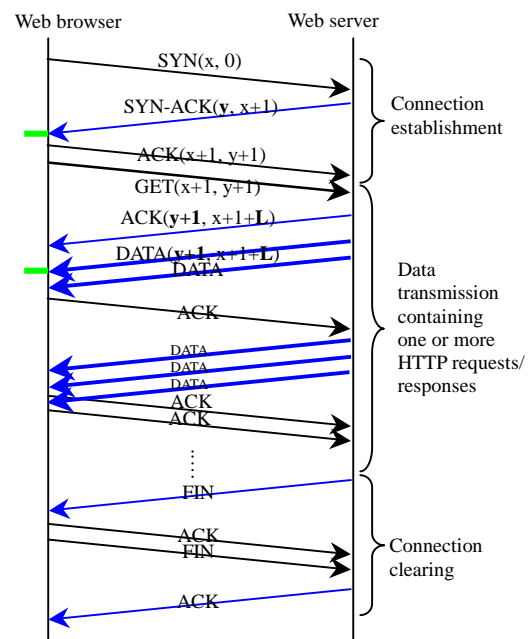 Web browser
Web server
SYN(x, 0)
SYN-ACK(y, x+1)
Connection
establishment
ACK(x+1, y+1)
GET(x+1, y+1)
ACK(y+1, x+1+L)
DATA(y+1, x+1+L)
DATA
ACK
Data
transmission
containing
one or more
HTTP requests/
responses
DATA
DATA
DATA
ACK
ACK
......
FIN
ACK
FIN
Connection
clearing
ACK